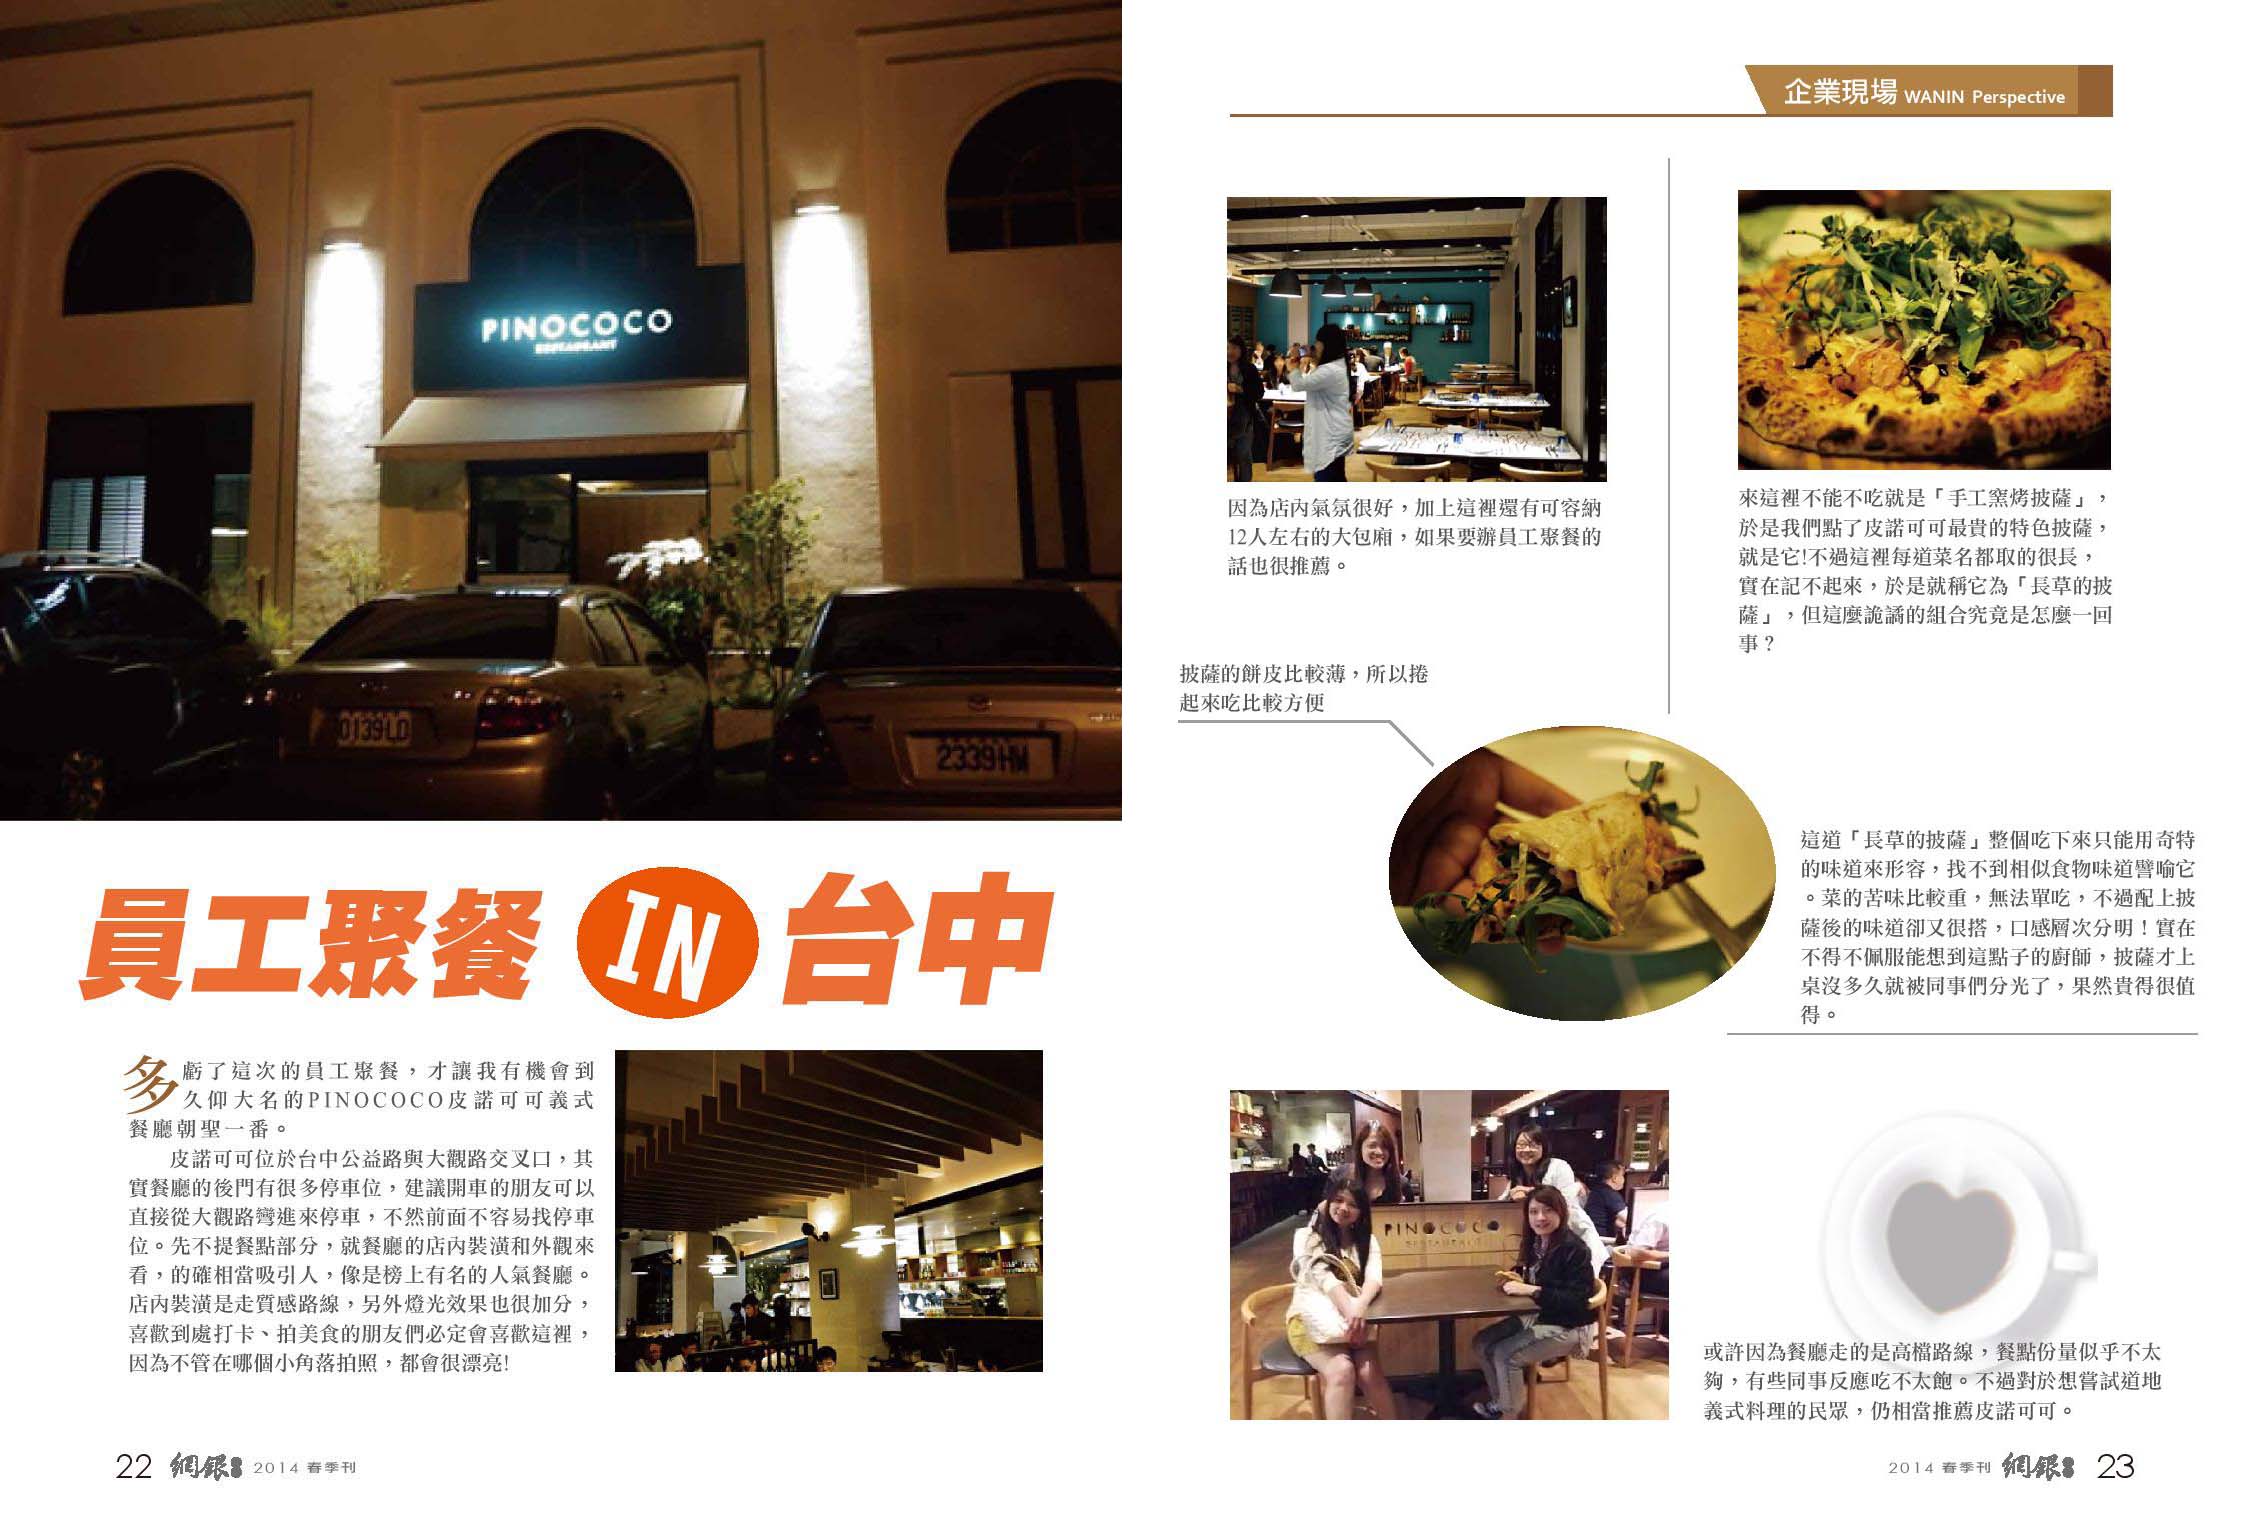 PINOCOCO
RESTAURANT
0139 LD
2339 HM
員工聚餐 IN 台中
多虧了這次的員工聚餐，才讓我有機會到
久仰大名的PINOCOCO皮諾可可義式
餐廳朝聖一番。
皮諾可可位於台中公益路與大觀路交叉口，其
實餐廳的後門有很多停車位，建議開車的朋友可以
直接從大觀路彎進來停車，不然前面不容易找停車
位。先不提餐點部分，就餐廳的店內裝潢和外觀來
看，的確相當吸引人，像是榜上有名的人氣餐廳。
店內裝潢是走質感路線，另外燈光效果也很加分，
喜歡到處打卡、拍美食的朋友們必定會喜歡這裡，
因為不管在哪個小角落拍照，都會很漂亮!
22 網銀 2014 春季刊
企業現場 WANIN Perspective
因為店內氣氛很好，加上這裡還有可容納
12人左右的大包廂，如果要辦員工聚餐的
話也很推薦。
來這裡不能不吃就是「手工窯烤披薩」，
於是我們點了皮諾可可最貴的特色披薩，
就是它!不過這裡每道菜名都取的很長，
實在記不起來，於是就稱它為「長草的披
薩」，但這麼詭譎的組合究竟是怎麼一回
事？
披薩的餅皮比較薄，所以捲
起來吃比較方便
這道「長草的披薩」整個吃下來只能用奇特
的味道來形容，找不到相似食物味道譬喻它
。菜的苦味比較重，無法單吃，不過配上披
薩後的味道卻又很搭，口感層次分明！實在
不得不佩服能想到這點子的廚師，披薩才上
桌沒多久就被同事們分光了，果然貴得很值
得。
PINOCOCO
RESTAURANT
或許因為餐廳走的是高檔路線，餐點份量似乎不太
夠，有些同事反應吃不太飽。不過對於想嘗試道地
義式料理的民眾，仍相當推薦皮諾可可。
2014 春季刊 網銀 23